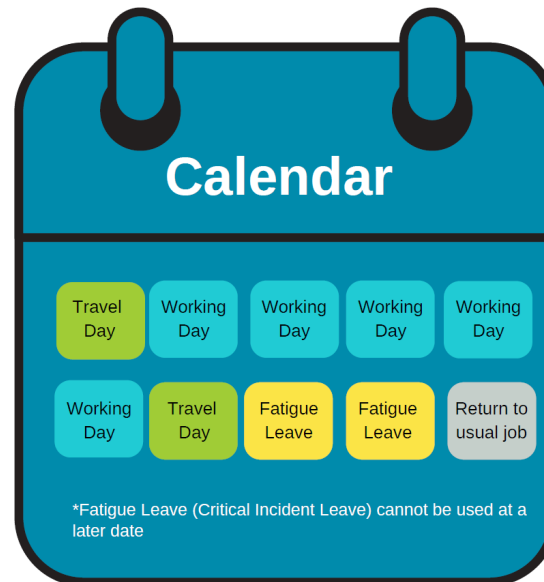 Calendar
Travel Day
Working Day
Working Day
Working Day
Working Day
Working Day
Travel Day
Fatigue Leave
Fatigue Leave
Return to usual job
*Fatigue Leave (Critical Incident Leave) cannot be used at a
later date